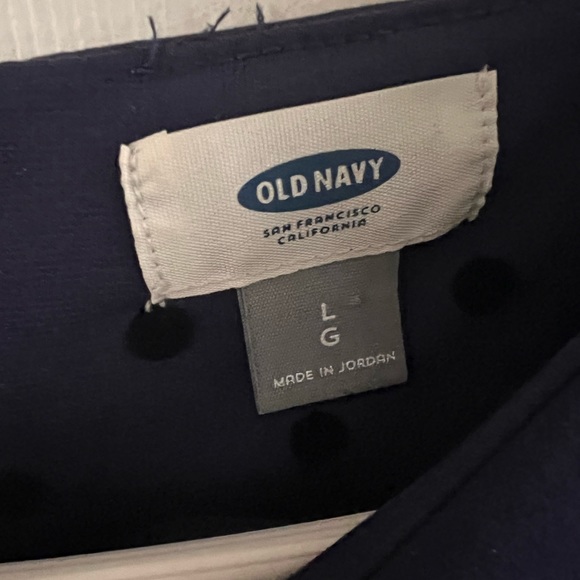 OLD NAVY
SAN FRANCISCO
CALIFORNIA
L
G
MADE IN JORDAN